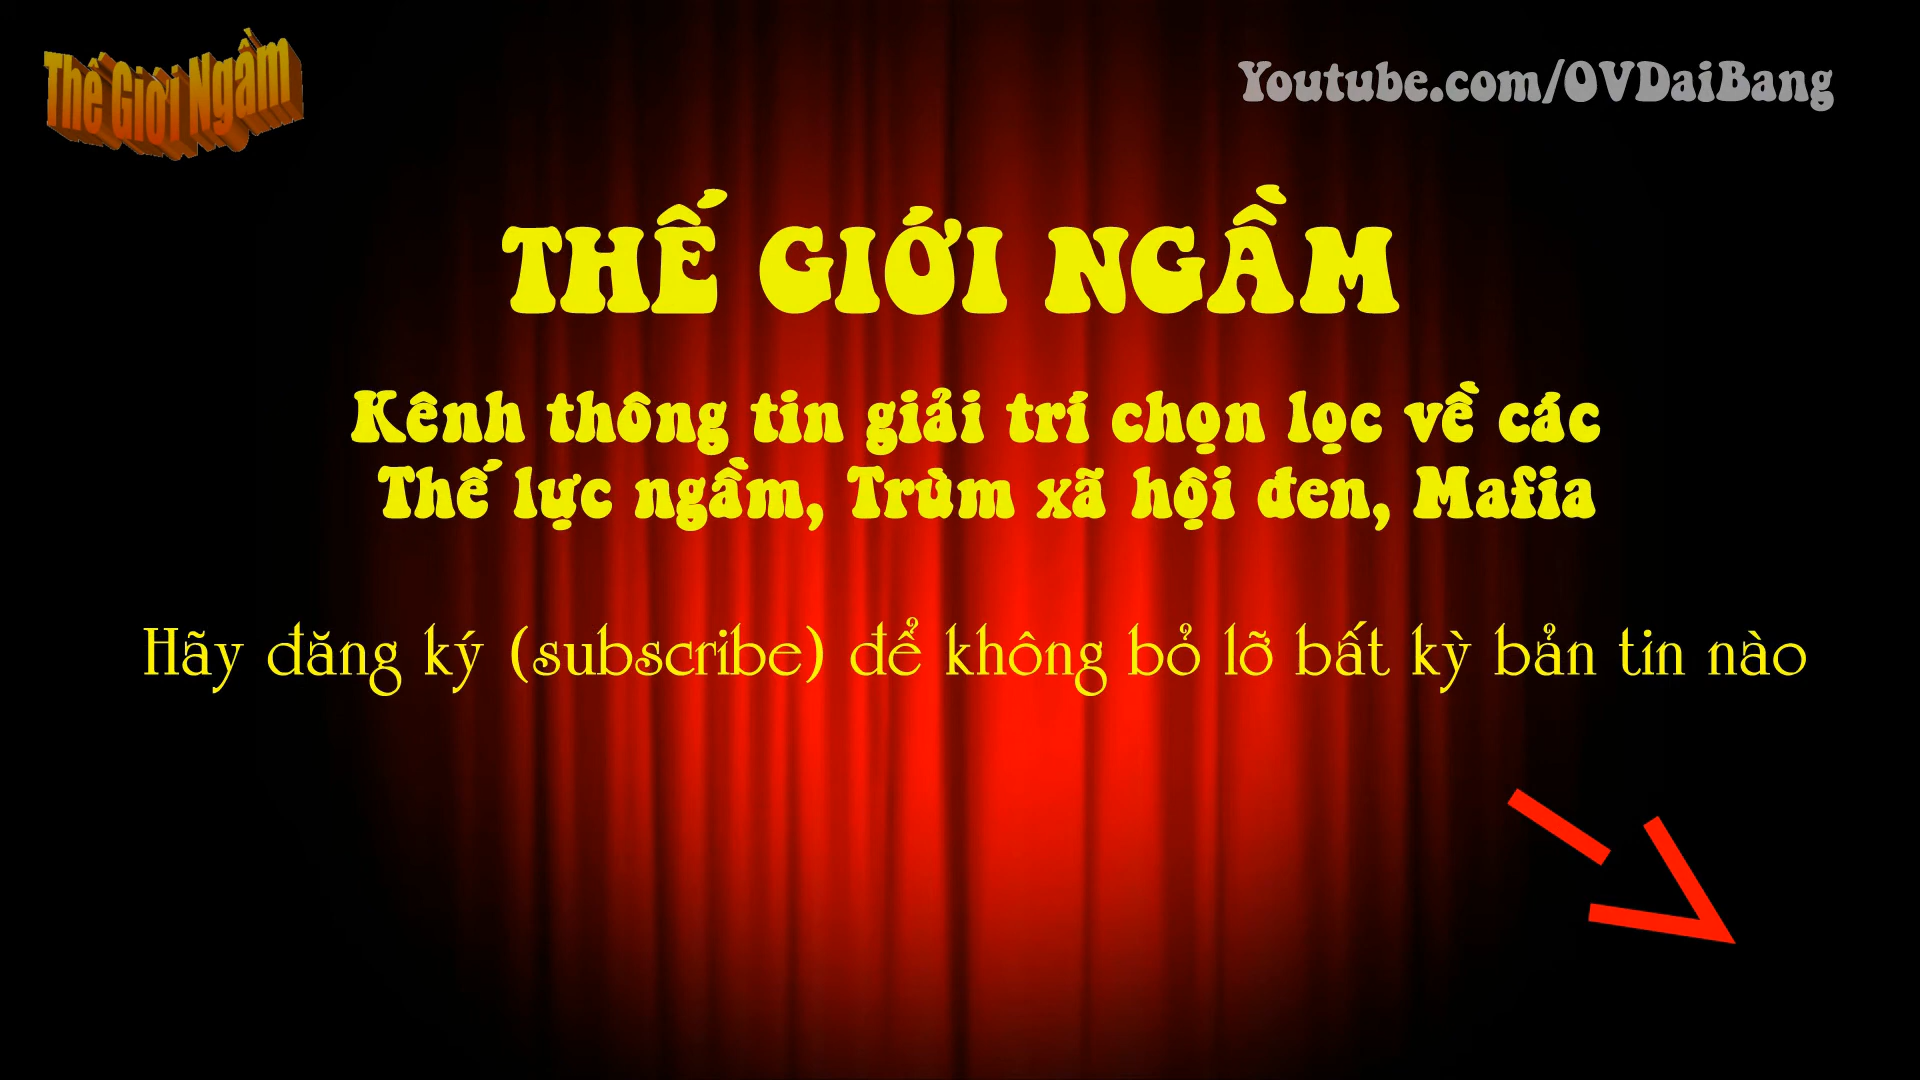 Thế Giới Ngầm
Youtube.com/OVDaiBang
THẾ GIỚI NGẦM
Kênh thông tin giải trí chọn lọc về các
Thế lực ngầm, Trùm xã hội đen, Mafia
Hãy đăng ký (subscribe) để không bỏ lỡ bất kỳ bản tin nào